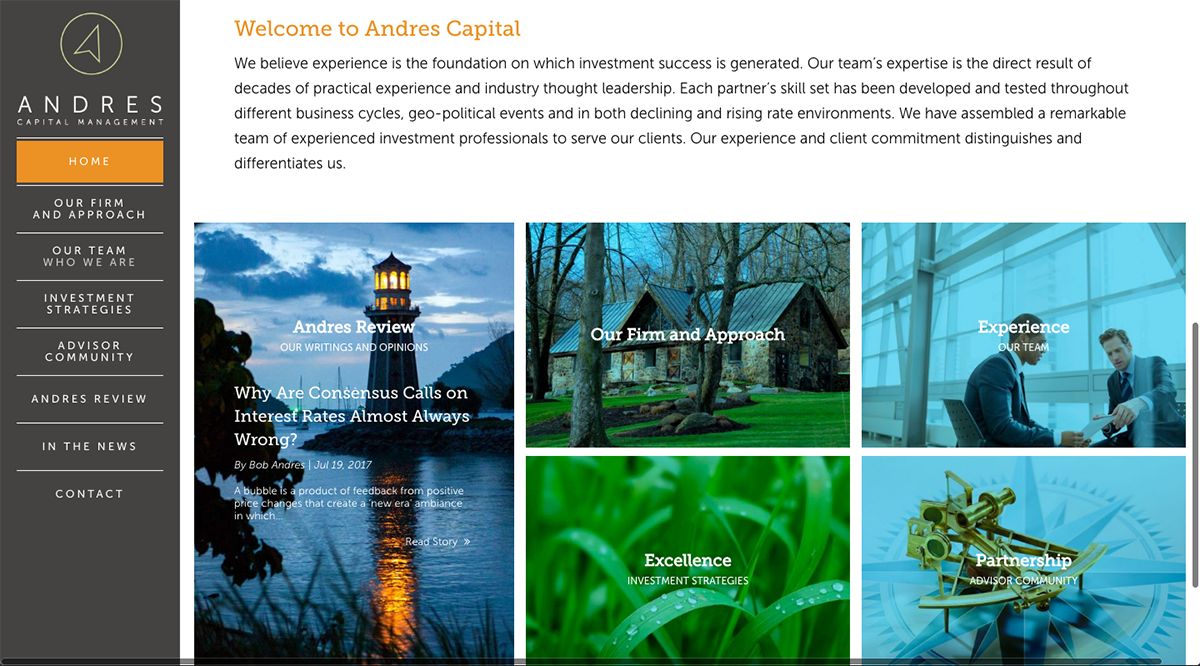 ANDRES
CAPITAL MANAGEMENT
HOME
OUR FIRM
AND APPROACH
OUR TEAM
WHO WE ARE
INVESTMENT
STRATEGIES
ADVISOR
COMMUNITY
ANDRES REVIEW
IN THE NEWS
CONTACT
Welcome to Andres Capital
We believe experience is the foundation on which investment success is generated. Our team's expertise is the direct result of
decades of practical experience and industry thought leadership. Each partner's skill set has been developed and tested throughout
different business cycles, geo-political events and in both declining and rising rate environments. We have assembled a remarkable
team of experienced investment professionals to serve our clients. Our experience and client commitment distinguishes and
differentiates us.
Andres Review
OUR WRITINGS AND OPINIONS
Why Are Consensus Calls on
Interest Rates Almost Always
Wrong?
By Bob Andres | Jul 19, 2017
A bubble is a product of feedback from positive
price changes that create a 'new era' ambiance
in which...
Read Story »
Our Firm and Approach
Experience
OUR TEAM
Excellence
INVESTMENT STRATEGIES
Partnership
ADVISOR COMMUNITY